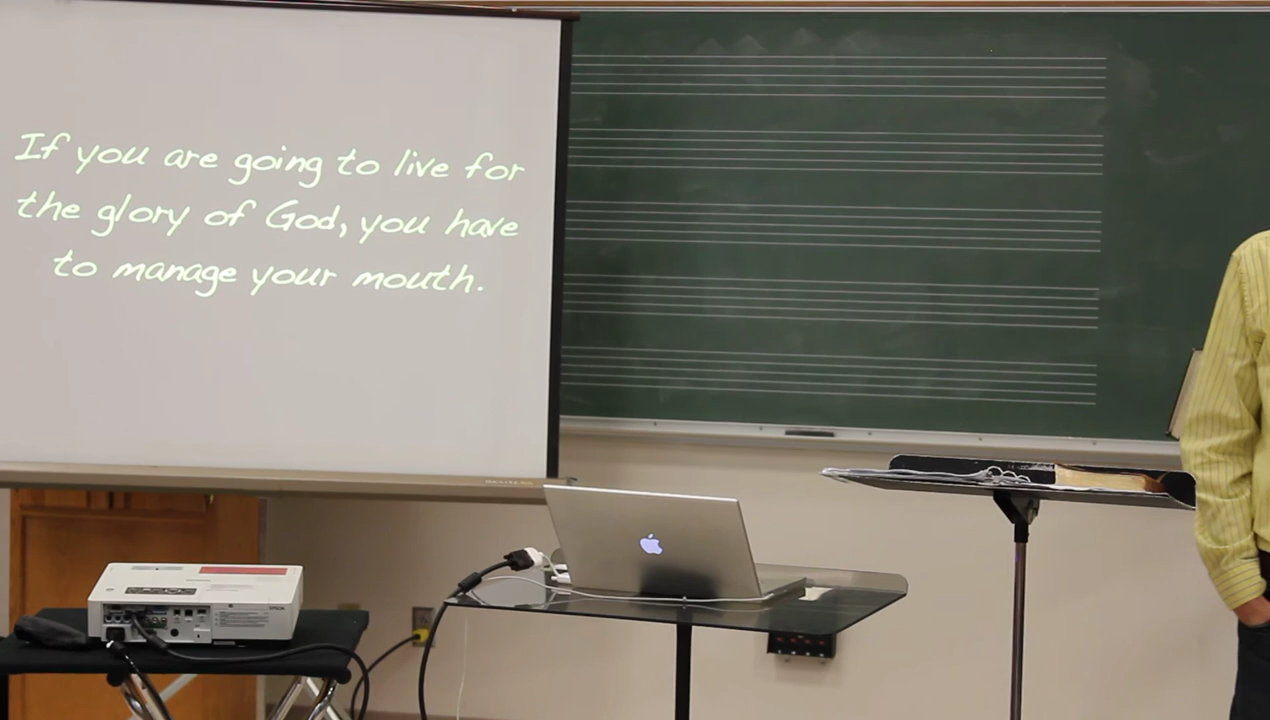 If you are going to live for
the glory of God, you have
to manage your mouth.